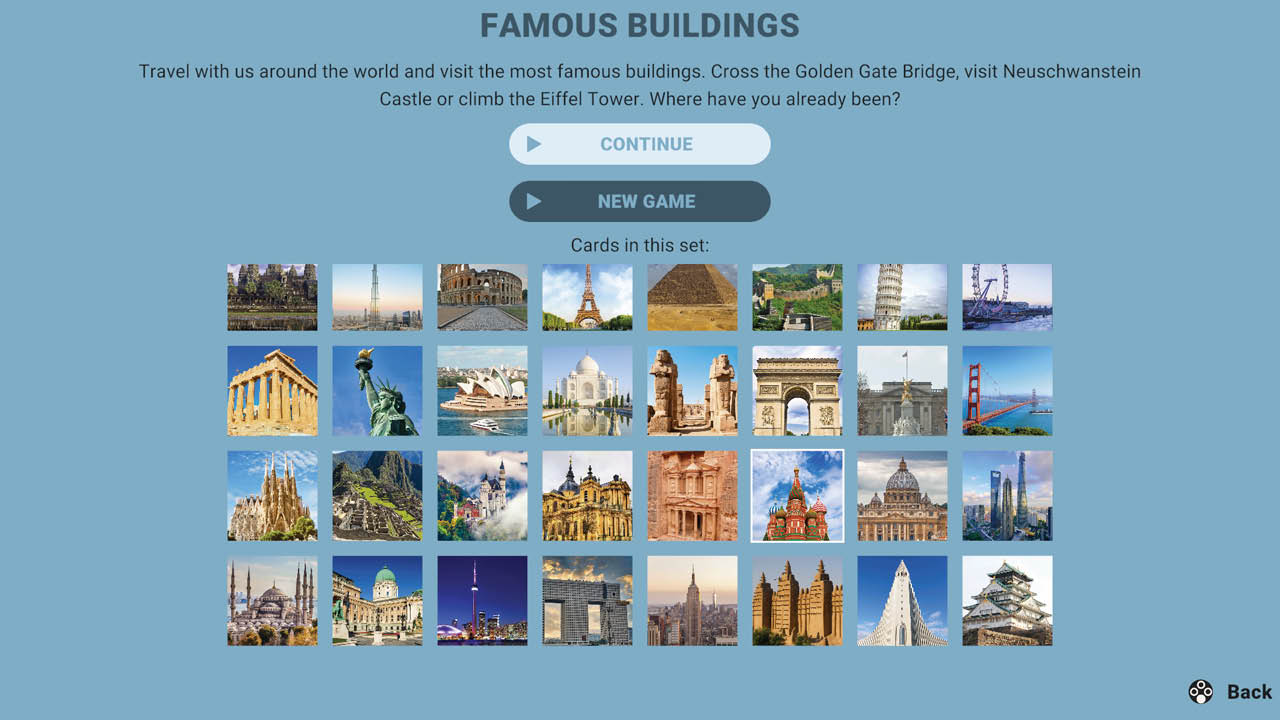 FAMOUS BUILDINGS
Travel with us around the world and visit the most famous buildings. Cross the Golden Gate Bridge, visit Neuschwanstein
Castle or climb the Eiffel Tower. Where have you already been?
CONTINUE
NEW GAME
Cards in this set:
Back